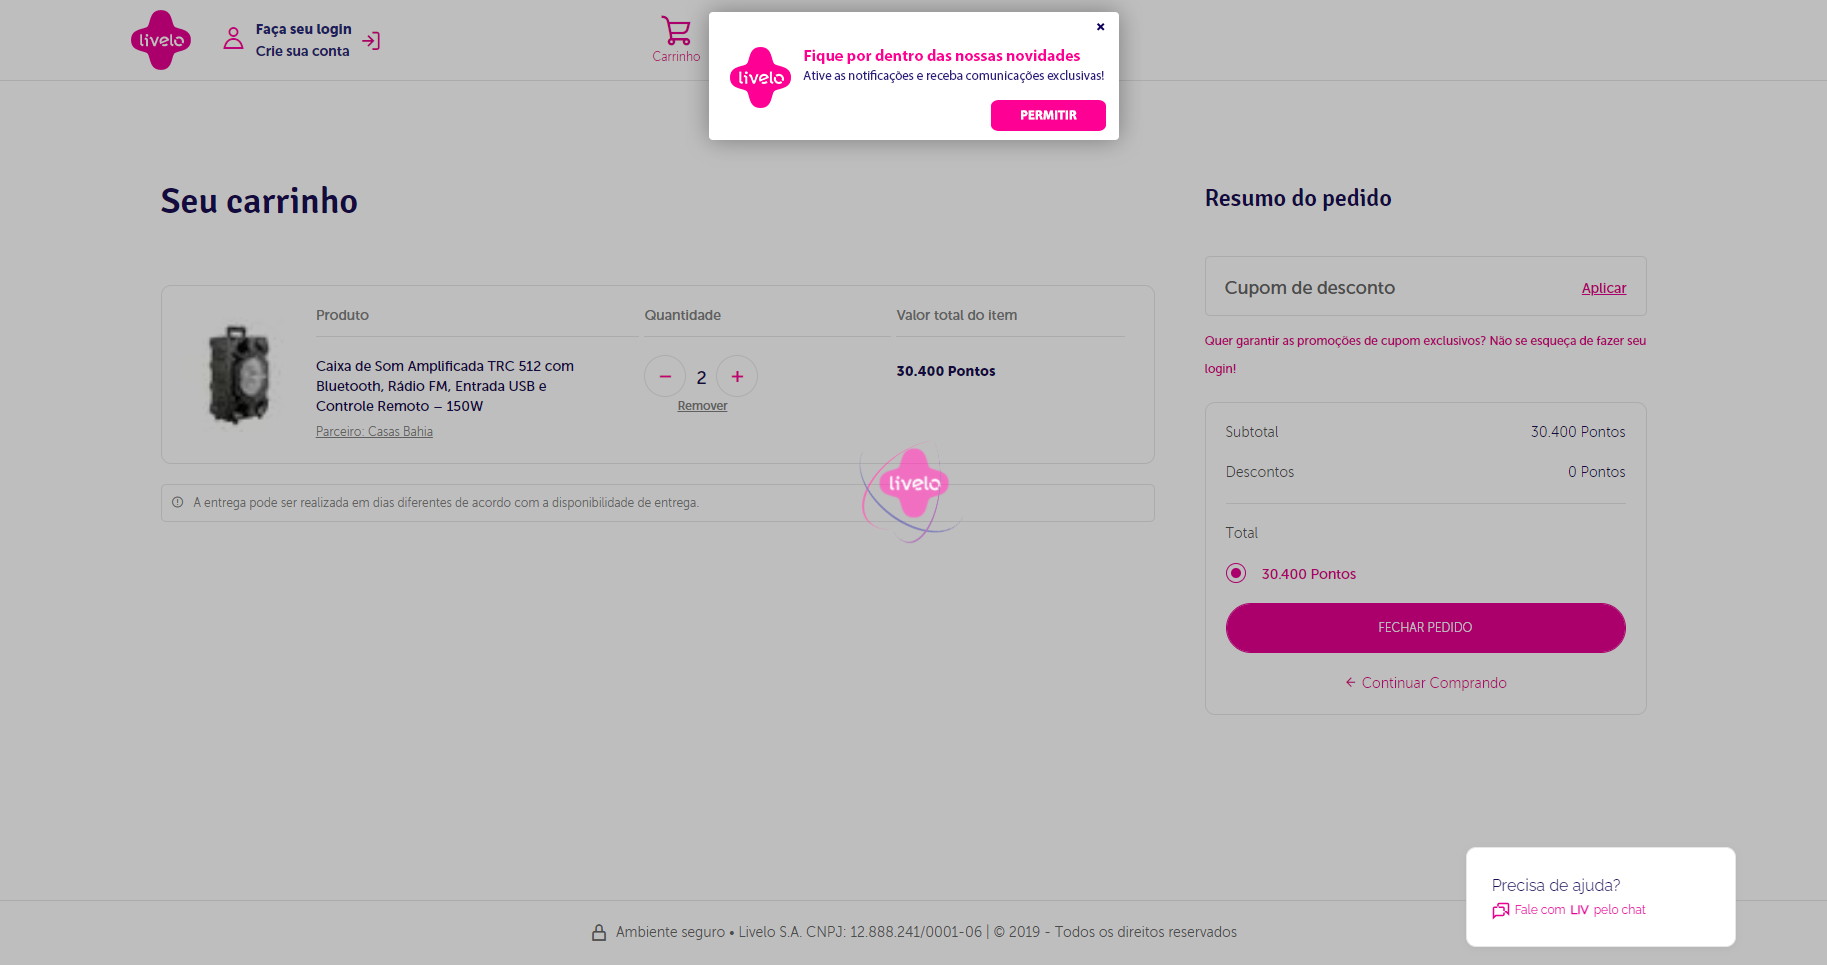 livelo
Faça seu login
Crie sua conta
Carrinho
×
livelo
Fique por dentro das nossas novidades
Ative as notificações e receba comunicações exclusivas!
PERMITIR
Seu carrinho
Produto
Quantidade
Valor total do item
Caixa de Som Amplificada TRC 512 com
Bluetooth, Rádio FM, Entrada USB e
Controle Remoto – 150W
Parceiro: Casas Bahia
− 2 +
Remover
30.400 Pontos
A entrega pode ser realizada em dias diferentes de acordo com a disponibilidade de entrega.
livelo
Resumo do pedido
Cupom de desconto Aplicar
Quer garantir as promoções de cupom exclusivos? Não se esqueça de fazer seu
login!
Subtotal 30.400 Pontos
Descontos 0 Pontos
Total
30.400 Pontos
FECHAR PEDIDO
← Continuar Comprando
Precisa de ajuda?
Fale com LIV pelo chat
Ambiente seguro • Livelo S.A. CNPJ: 12.888.241/0001-06 | © 2019 - Todos os direitos reservados